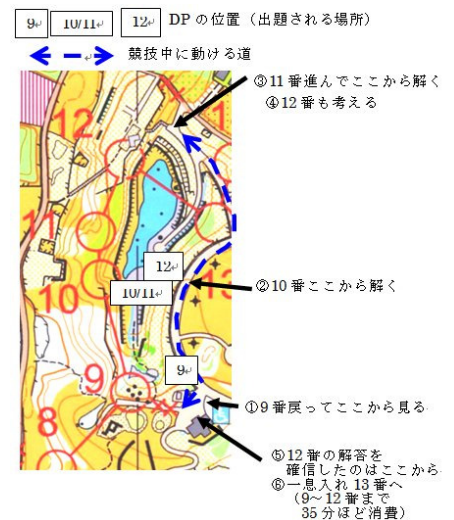 9 10/11 12 DP の位置（出題される場所）
競技中に動ける道
③11 番進んでここから解く
④12 番も考える
12
1
11
12
10/11
②10 番ここから解く
13
10
9
9
①9 番戻ってここから見る
8
⑤12 番の解答を
確信したのはここから
⑥一息入れ 13 番へ
（9～12 番まで
35 分ほど消費）